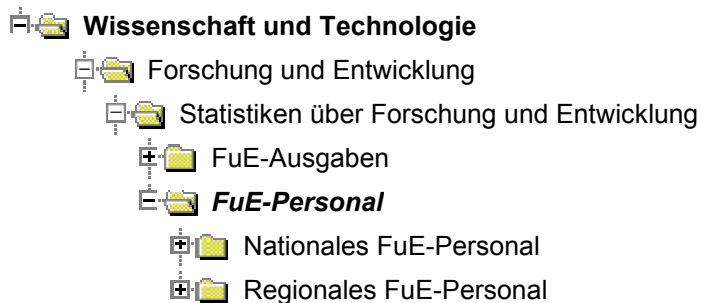 Wissenschaft und Technologie
Forschung und Entwicklung
Statistiken über Forschung und Entwicklung
FuE-Ausgaben
FuE-Personal
Nationales FuE-Personal
Regionales FuE-Personal